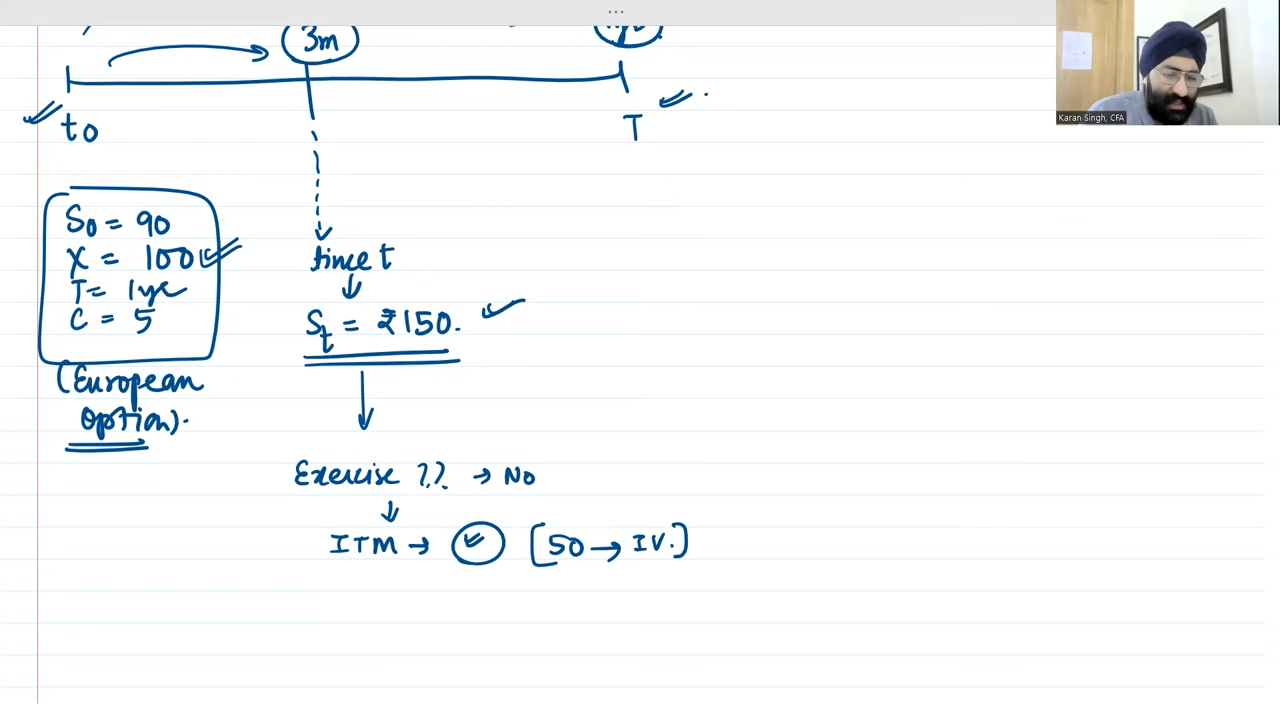 3m
t0
T
S0 = 90
X = 100
T = 1yr
C = 5
(European
option).
time t
St = ₹150.
Exercise ?? → No
↓
ITM → [50 → IV.]
Karan Singh, CFA